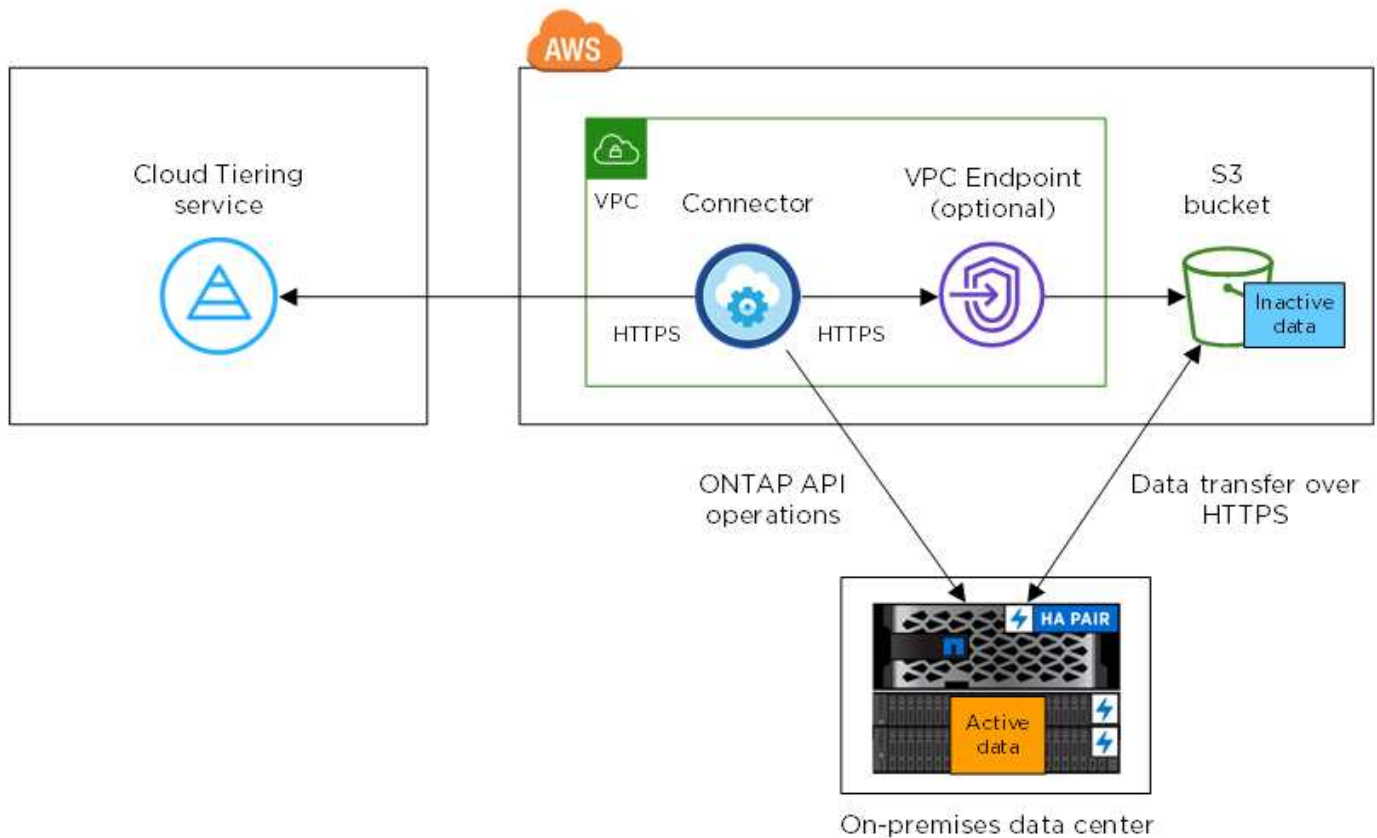 AWS
Cloud Tiering
service
VPC
Connector
VPC Endpoint
(optional)
S3
bucket
HTTPS
HTTPS
Inactive
data
ONTAP API
operations
Data transfer over
HTTPS
HA PAIR
Active
data
On-premises data center